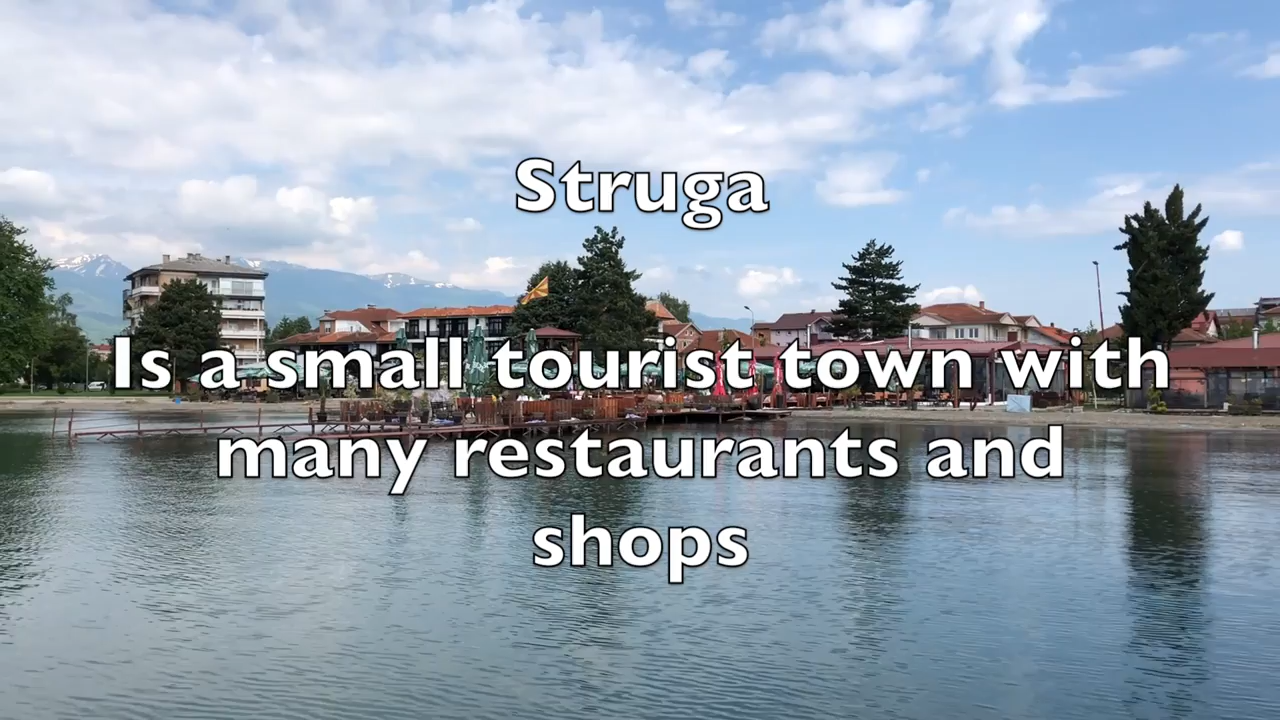 Struga
Is a small tourist town with
many restaurants and
shops